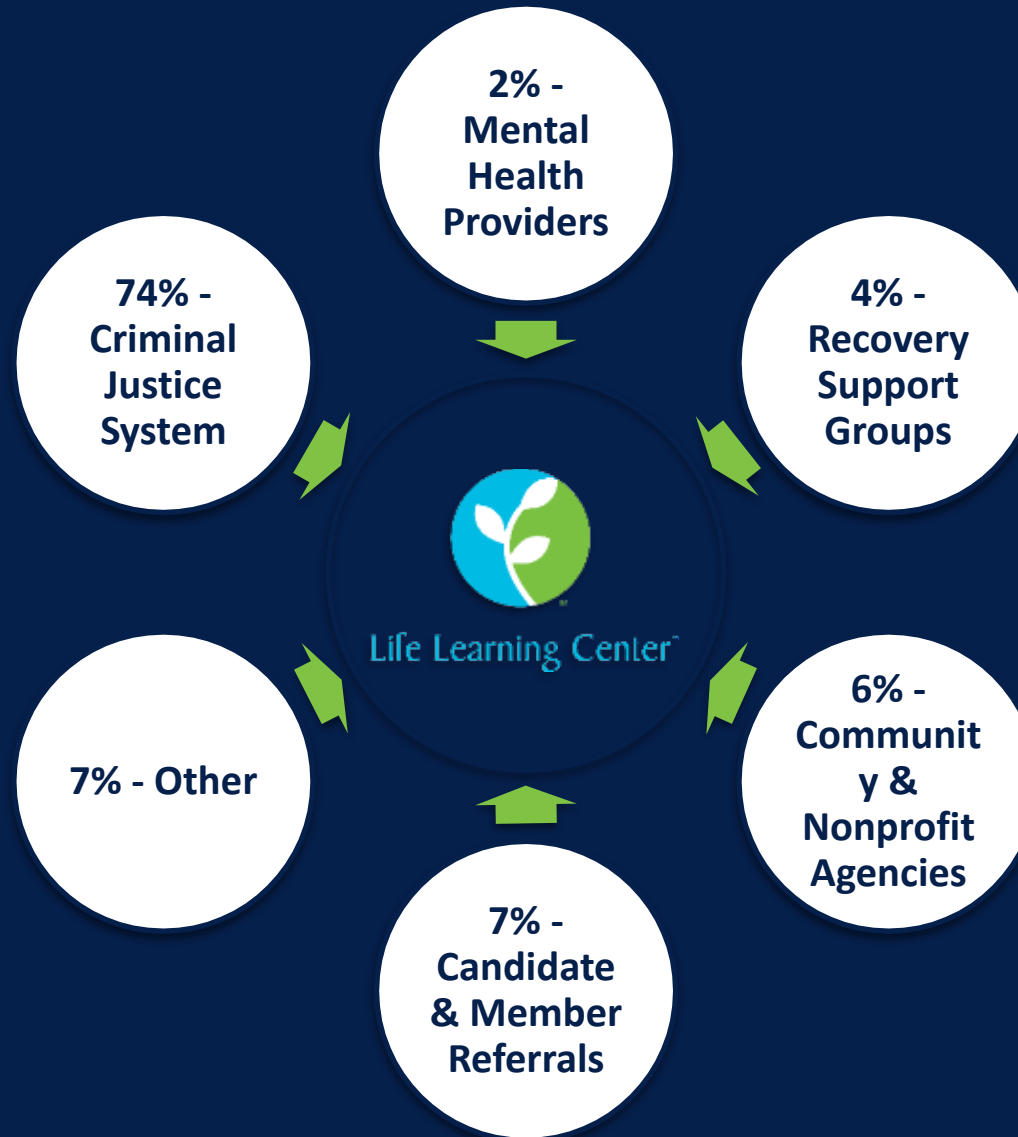 2% -
Mental
Health
Providers
74% -
Criminal
Justice
System
4% -
Recovery
Support
Groups
Life Learning Center
7% - Other
6% -
Communit
y &
Nonprofit
Agencies
7% -
Candidate
& Member
Referrals